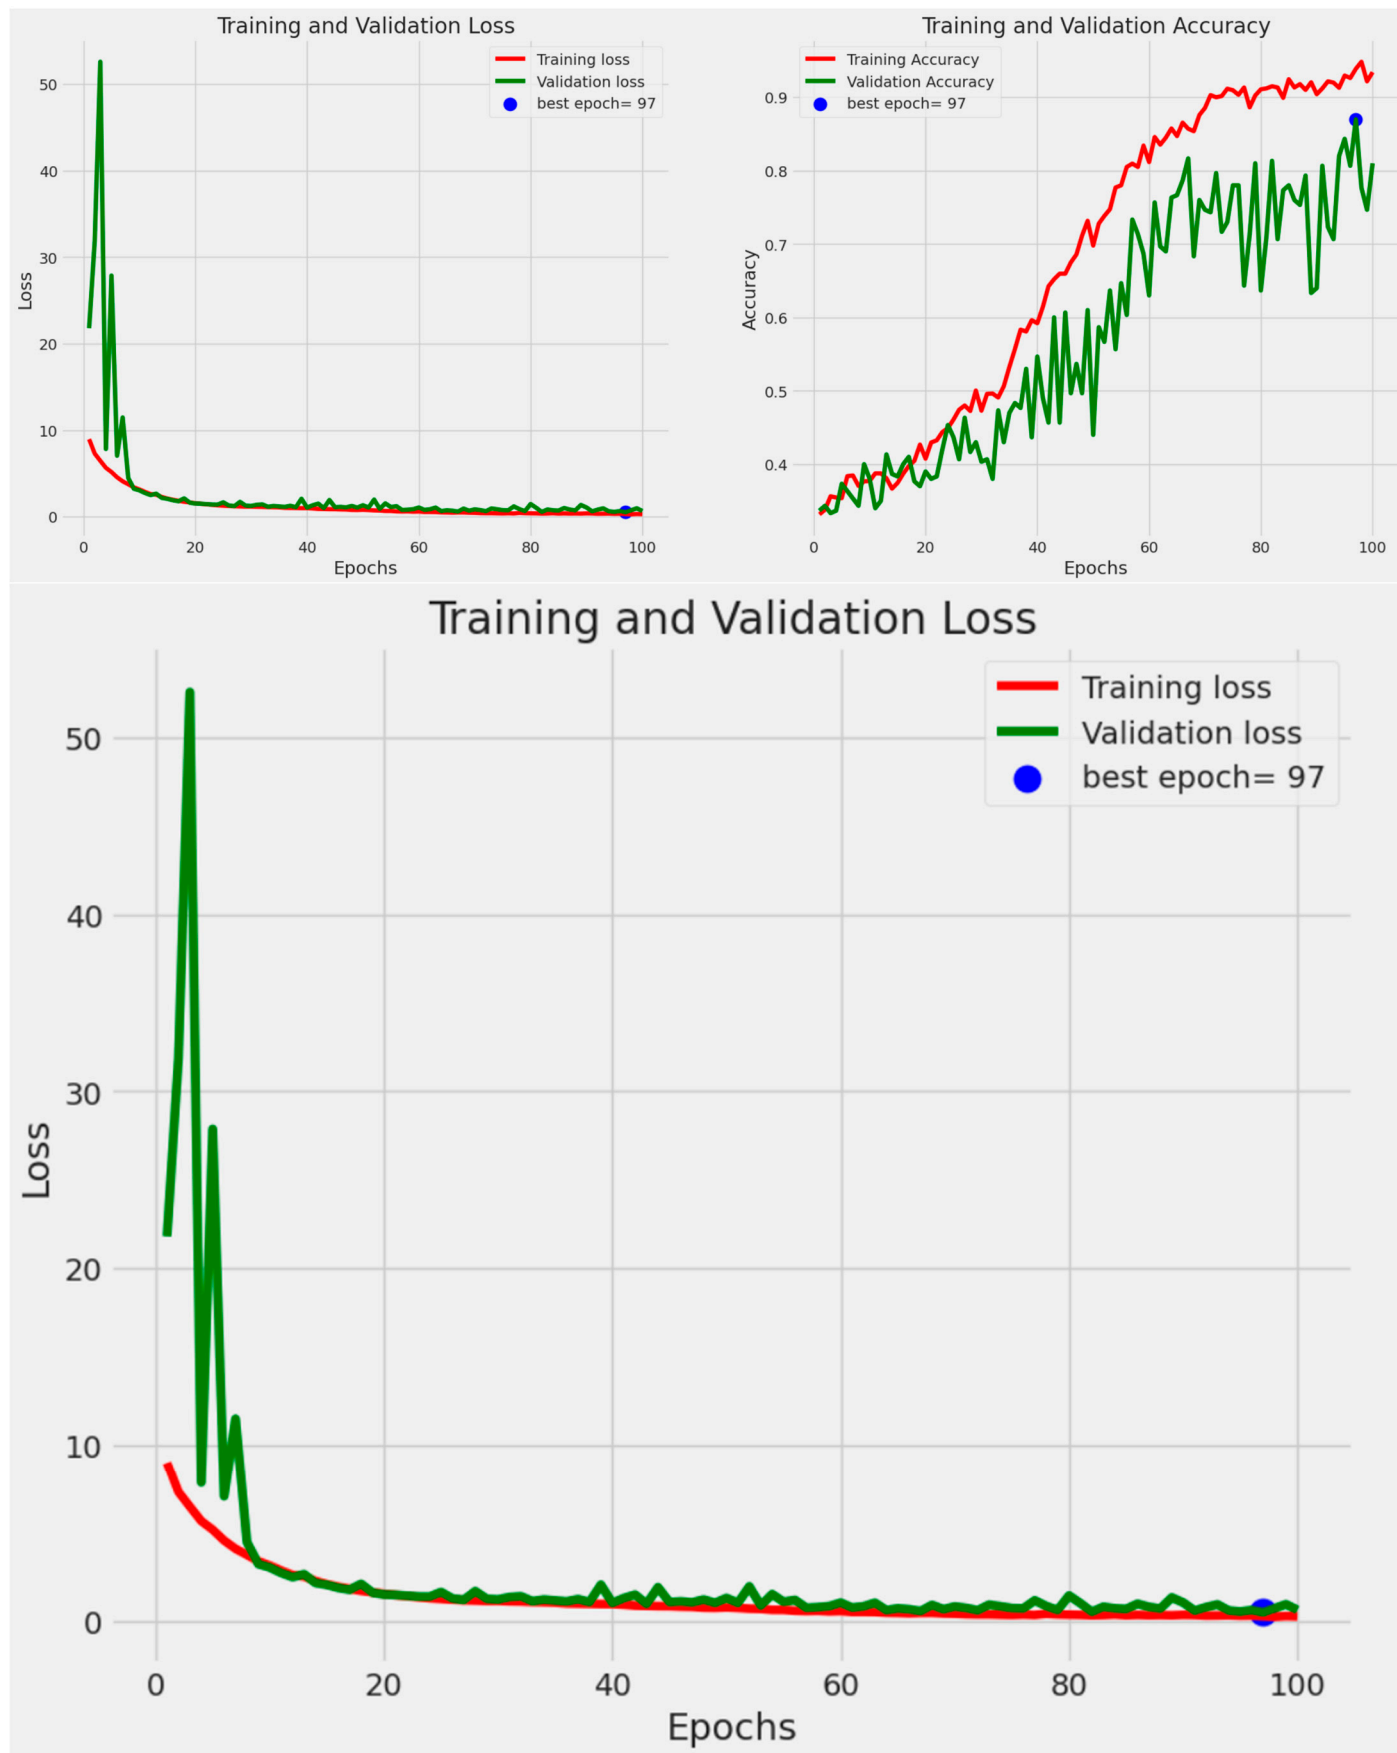 Training and Validation Loss
Training loss
Validation loss
best epoch= 97
50
40
30
20
10
0
Loss
0 20 40 60 80 100
Epochs
Training and Validation Accuracy
Training Accuracy
Validation Accuracy
best epoch= 97
0.9
0.8
0.7
0.6
0.5
0.4
Accuracy
0 20 40 60 80 100
Epochs
Training and Validation Loss
Training loss
Validation loss
best epoch= 97
50
40
30
20
10
0
Loss
0 20 40 60 80 100
Epochs